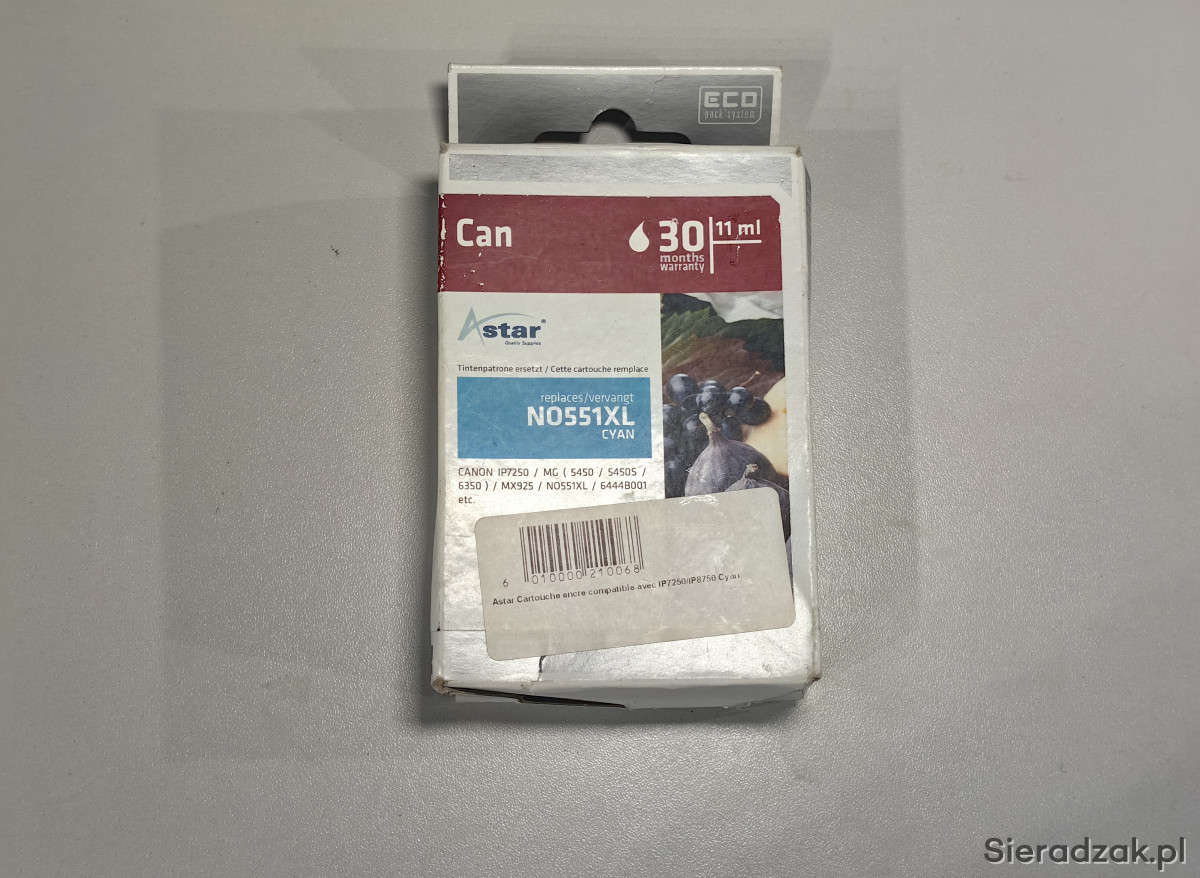 ECO
pack system
Can
30
months
warranty
11 ml
Astar®
Quality Supplies
Tintenpatrone ersetzt / Cette cartouche remplace
replaces/vervangt
NO551XL
CYAN
CANON IP7250 / MG ( 5450 / 5450S /
6350 ) / MX925 / NO551XL / 6444B001
etc.
6 010000 210068
Astar Cartouche encre compatible avec IP7250/IP8750 Cyan
Sieradzak.pl